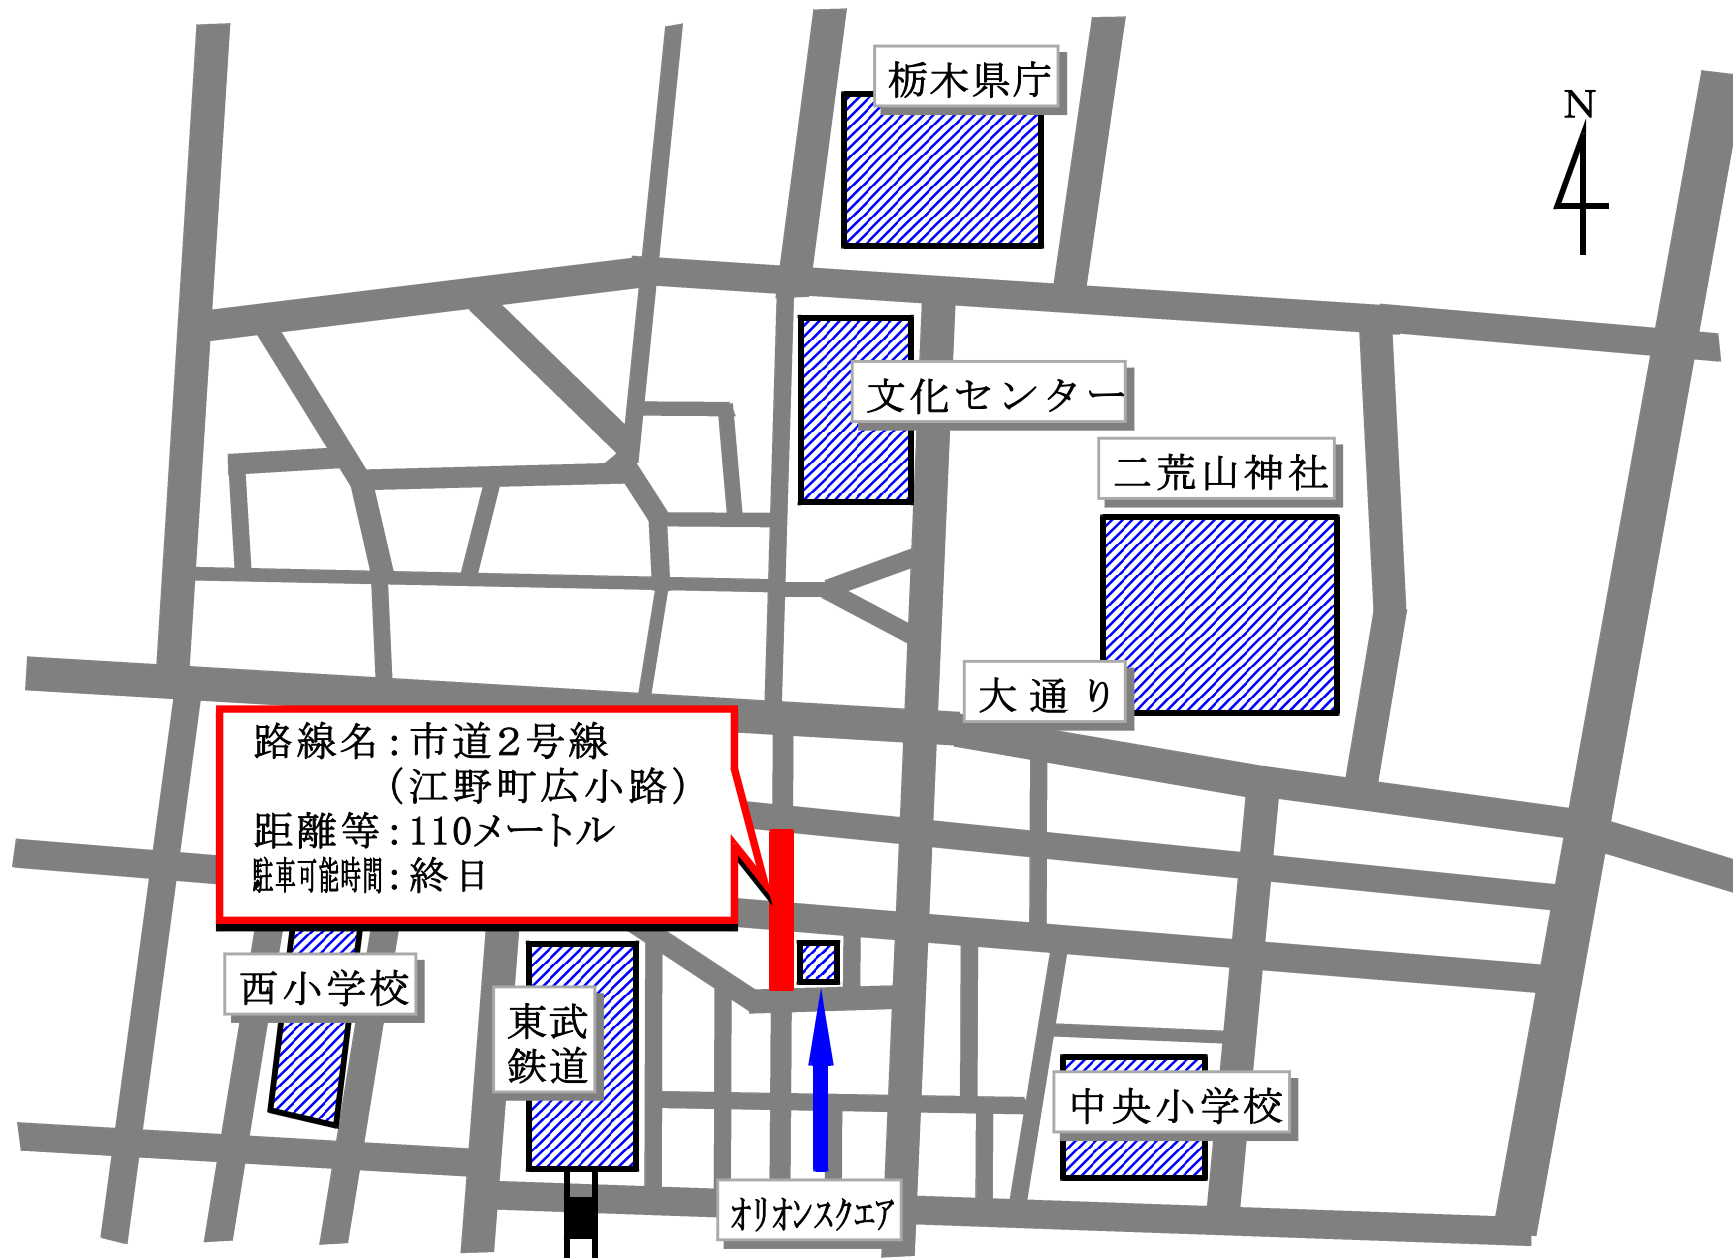 栃木県庁
N
文化センター
二荒山神社
大通り
路線名：市道２号線
（江野町広小路）
距離等：110メートル
駐車可能時間：終日
西小学校
東武
鉄道
中央小学校
オリオンスクエア